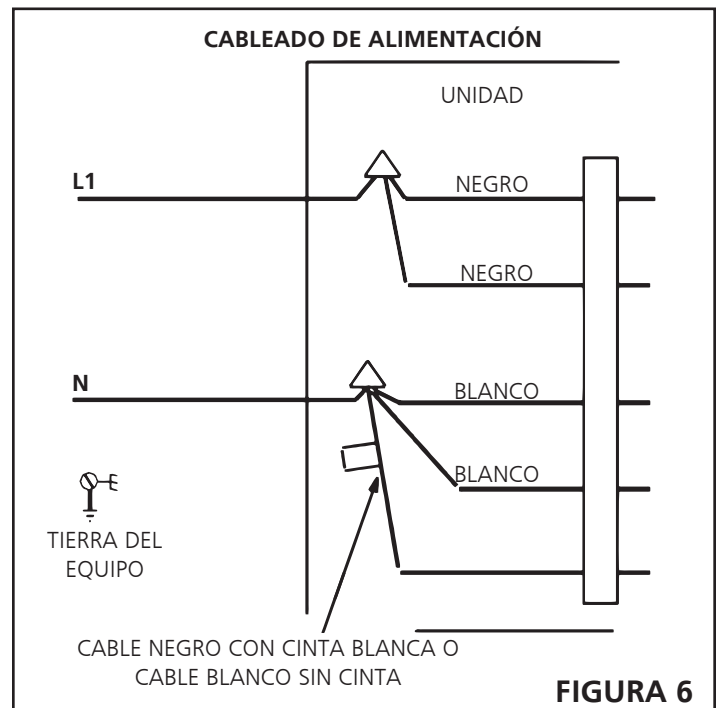 CABLEADO DE ALIMENTACIÓN
UNIDAD
L1
NEGRO
NEGRO
N
BLANCO
BLANCO
TIERRA DEL
EQUIPO
CABLE NEGRO CON CINTA BLANCA O
CABLE BLANCO SIN CINTA
FIGURA 6